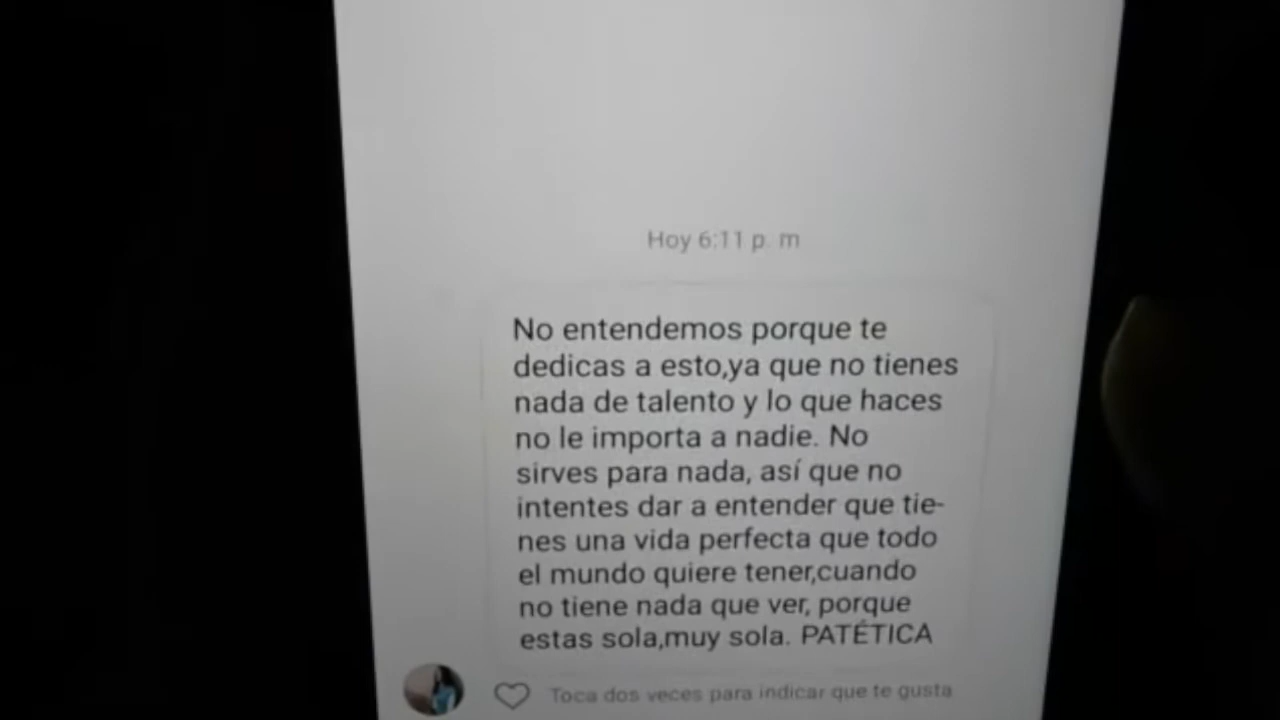 Hoy 6:11 p. m
No entendemos porque te
dedicas a esto,ya que no tienes
nada de talento y lo que haces
no le importa a nadie. No
sirves para nada, así que no
intentes dar a entender que tie-
nes una vida perfecta que todo
el mundo quiere tener,cuando
no tiene nada que ver, porque
estas sola,muy sola. PATÉTICA
Toca dos veces para indicar que te gusta